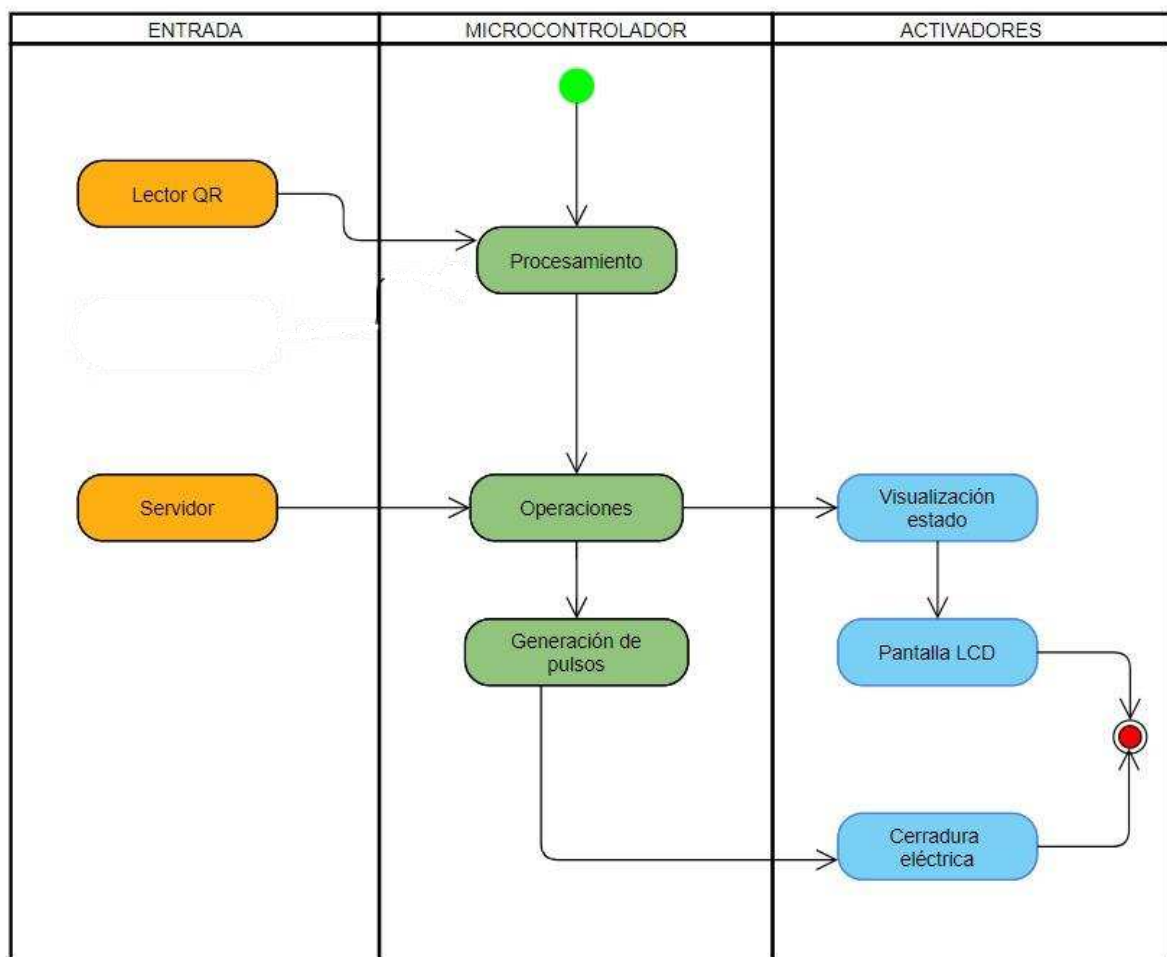 ENTRADA
MICROCONTROLADOR
ACTIVADORES
Lector QR
Procesamiento
Servidor
Operaciones
Visualización
estado
Generación de
pulsos
Pantalla LCD
Cerradura
eléctrica